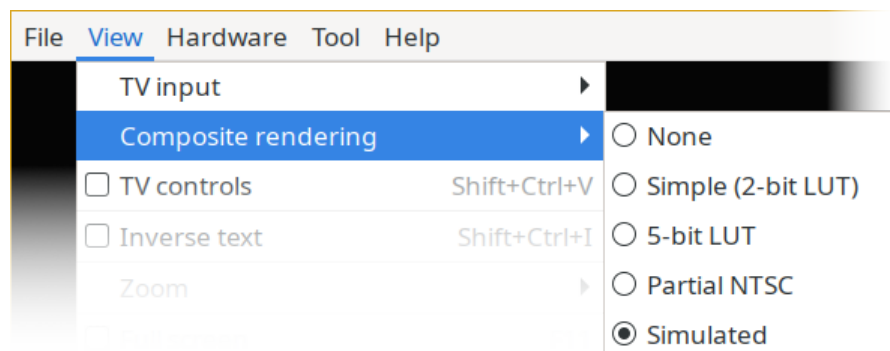 File View Hardware Tool Help
TV input
Composite rendering
TV controls Shift+Ctrl+V
Inverse text Shift+Ctrl+I
Zoom
None
Simple (2-bit LUT)
5-bit LUT
Partial NTSC
Simulated